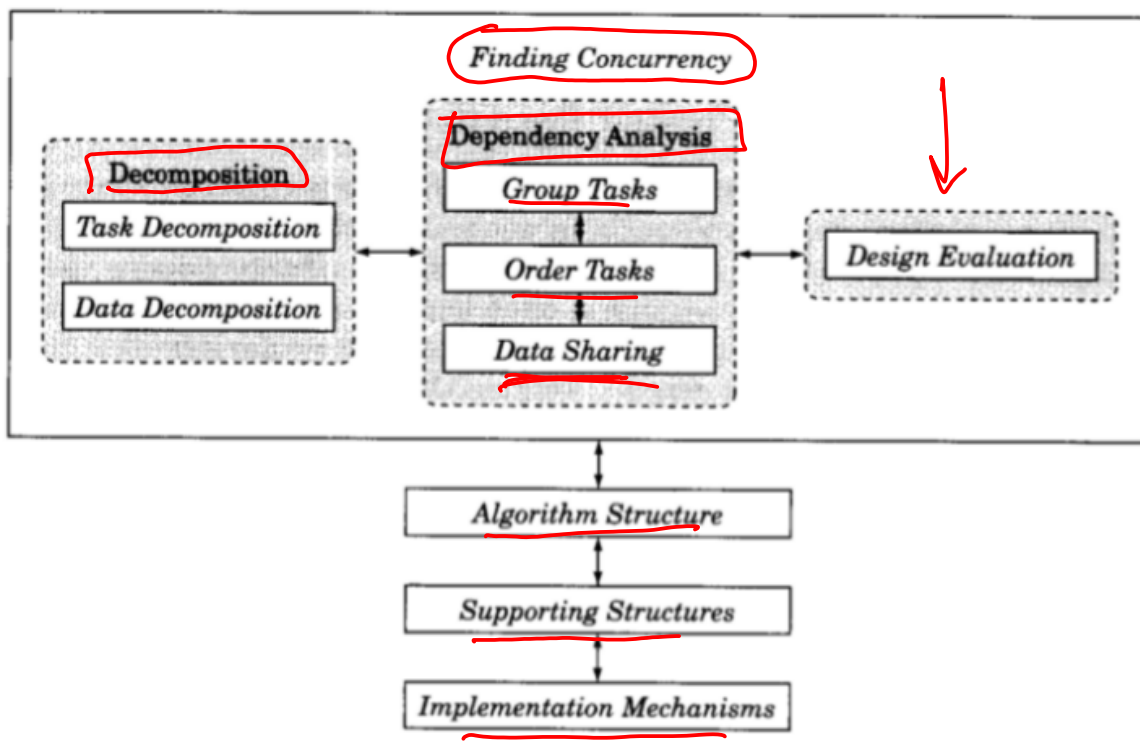 Finding Concurrency
Decomposition
Task Decomposition
Data Decomposition
Dependency Analysis
Group Tasks
Order Tasks
Data Sharing
Design Evaluation
Algorithm Structure
Supporting Structures
Implementation Mechanisms